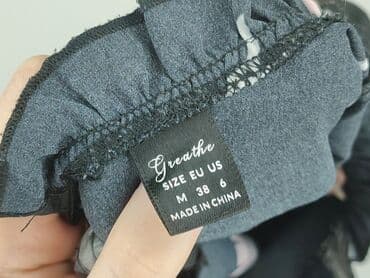 Greathe
SIZE EU US
M 38 6
MADE IN CHINA